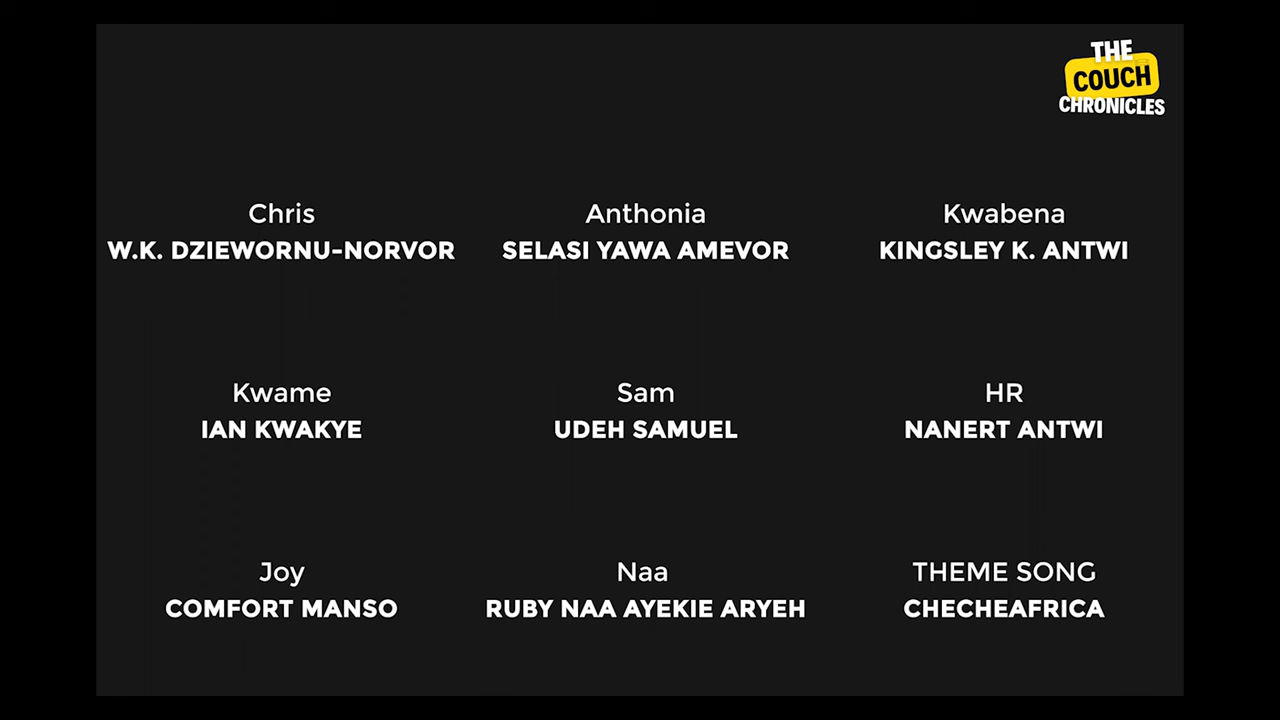 THE
COUCH
CHRONICLES
Chris
W.K. DZIEWORNU-NORVOR
Anthonia
SELASI YAWA AMEVOR
Kwabena
KINGSLEY K. ANTWI
Kwame
IAN KWAKYE
Sam
UDEH SAMUEL
HR
NANERT ANTWI
Joy
COMFORT MANSO
Naa
RUBY NAA AYEKIE ARYEH
THEME SONG
CHECHEAFRICA